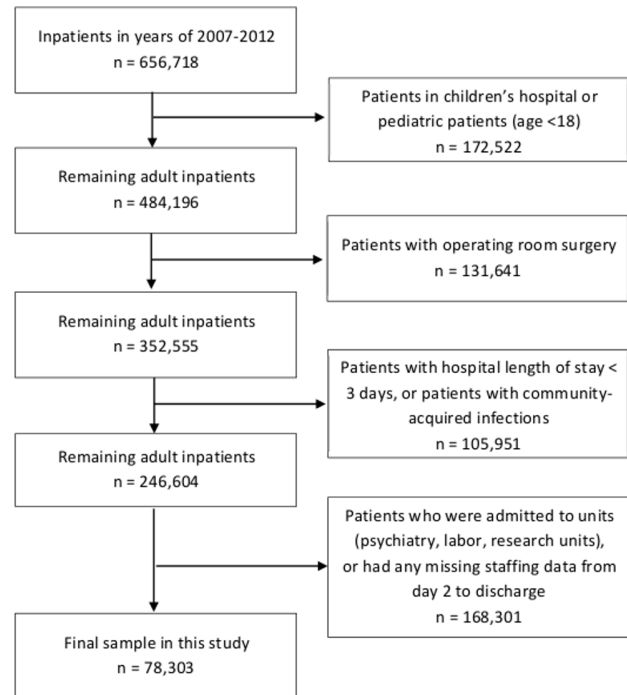 Inpatients in years of 2007-2012
n = 656,718
Patients in children's hospital or
pediatric patients (age <18)
n = 172,522
Remaining adult inpatients
n = 484,196
Patients with operating room surgery
n = 131,641
Remaining adult inpatients
n = 352,555
Patients with hospital length of stay <
3 days, or patients with community-
acquired infections
n = 105,951
Remaining adult inpatients
n = 246,604
Patients who were admitted to units
(psychiatry, labor, research units),
or had any missing staffing data from
day 2 to discharge
n = 168,301
Final sample in this study
n = 78,303